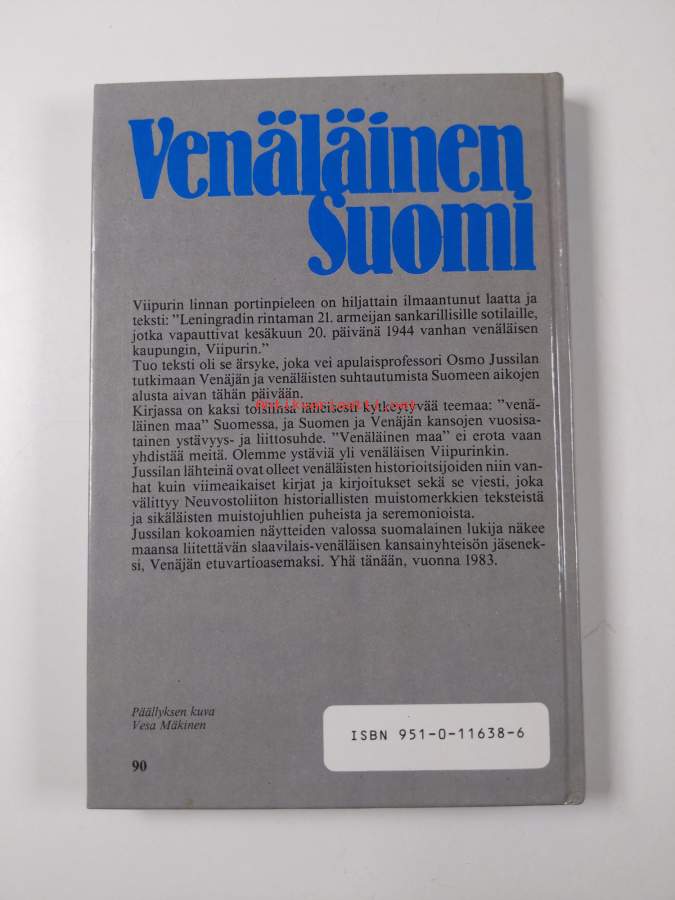 Venäläinen
Suomi
Viipurin linnan portinpieleen on hiljattain ilmaantunut laatta ja
teksti: "Leningradin rintaman 21. armeijan sankarillisille sotilaille,
jotka vapauttivat kesäkuun 20. päivänä 1944 vanhan venäläisen
kaupungin, Viipurin."
Tuo teksti oli se ärsyke, joka vei apulaisprofessori Osmo Jussilan
tutkimaan Venäjän ja venäläisten suhtautumista Suomeen aikojen
alusta aivan tähän päivään.
Kirjassa on kaksi toisiinsa läheisesti kytkeytyvää teemaa: "venä-
läinen maa" Suomessa, ja Suomen ja Venäjän kansojen vuosisa-
tainen ystävyys- ja liittosuhde. "Venäläinen maa" ei erota vaan
yhdistää meitä. Olemme ystäviä yli venäläisen Viipurinkin.
Jussilan lähteinä ovat olleet venäläisten historioitsijoiden niin van-
hat kuin viimeaikaiset kirjat ja kirjoitukset sekä se viesti, joka
välittyy Neuvostoliiton historiallisten muistomerkkien teksteistä
ja sikäläisten muistojuhlien puheista ja seremonioista.
Jussilan kokoamien näytteiden valossa suomalainen lukija näkee
maansa liitettävän slaavilais-venäläisen kansainyhteisön jäsenek-
si, Venäjän etuvartioasemaksi. Yhä tänään, vuonna 1983.
Päällyksen kuva
Vesa Mäkinen
90
ISBN 951-0-11638-6